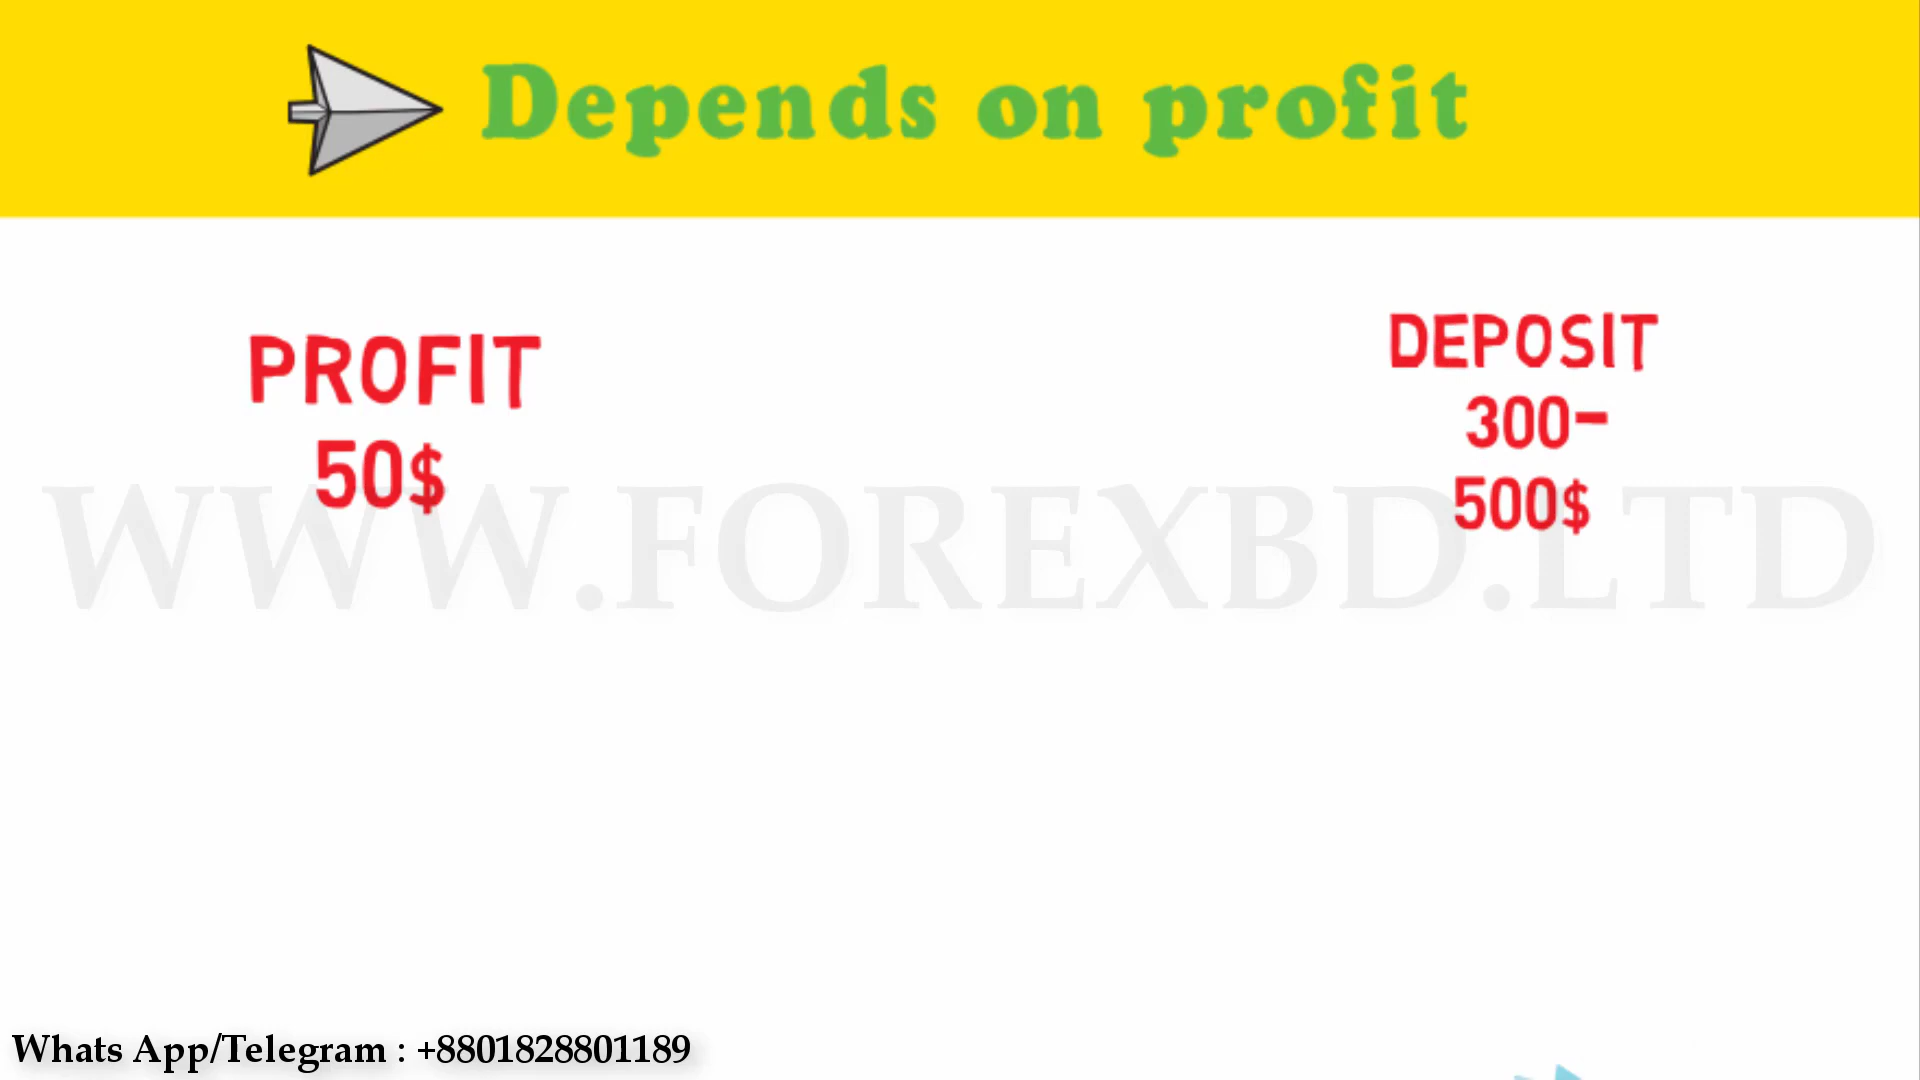 Depends on profit
PROFIT
50$
DEPOSIT
300-
500$
WWW.FOREXBD.LTD
Whats App/Telegram : +8801828801189